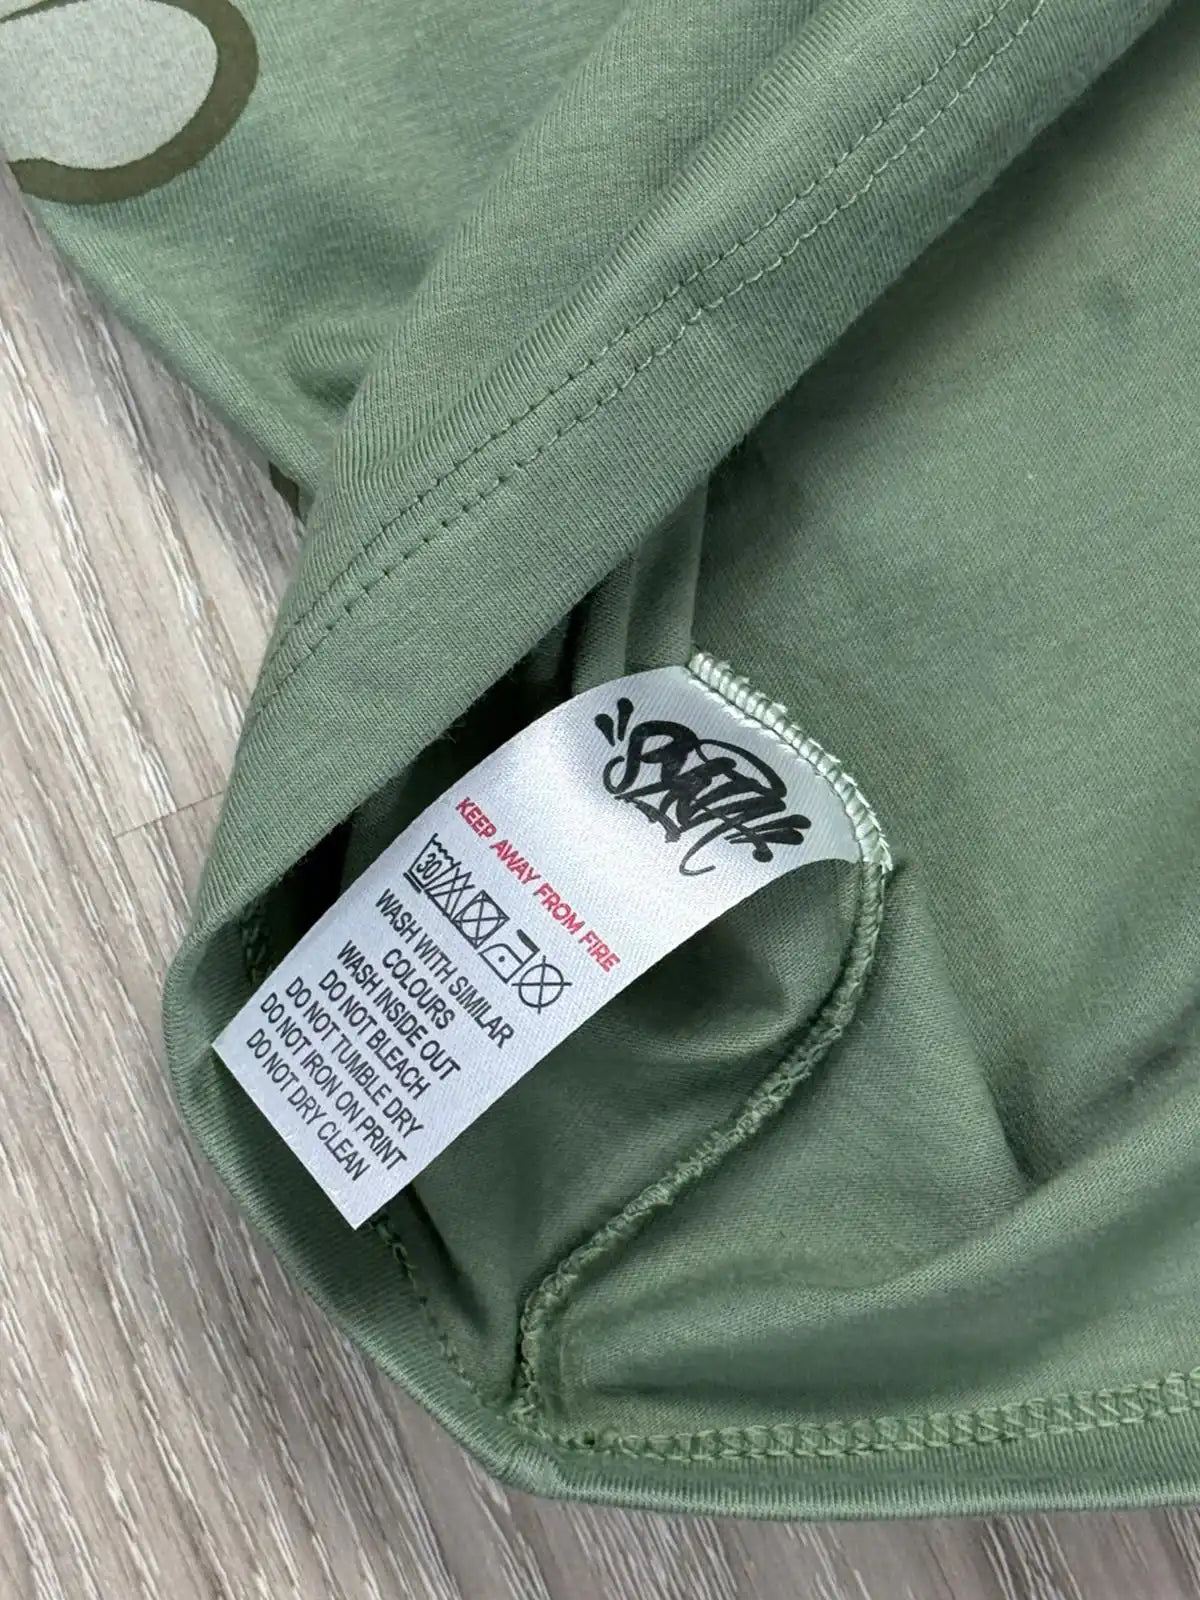 SYNA
KEEP AWAY FROM FIRE
30
WASH WITH SIMILAR
COLOURS
WASH INSIDE OUT
DO NOT BLEACH
DO NOT TUMBLE DRY
DO NOT IRON ON PRINT
DO NOT DRY CLEAN